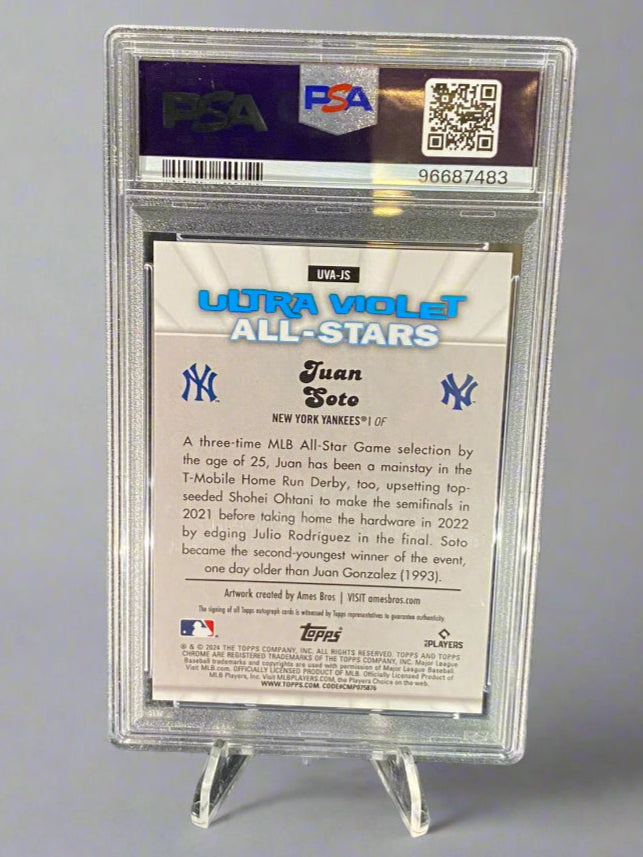 PSA PSA
96687483
UVA-JS
ULTRA VIOLET
ALL-STARS
Juan
Soto
NEW YORK YANKEES® | OF
A three-time MLB All-Star Game selection by
the age of 25, Juan has been a mainstay in the
T-Mobile Home Run Derby, too, upsetting top-
seeded Shohei Ohtani to make the semifinals in
2021 before taking home the hardware in 2022
by edging Julio Rodríguez in the final. Soto
became the second-youngest winner of the event,
one day older than Juan Gonzalez (1993).
Artwork created by Ames Bros | VISIT amesbros.com
The signing of all Topps autograph cards is witnessed by Topps representatives to guarantee authenticity.
topps®
PLAYERS
® & © 2024 THE TOPPS COMPANY, INC. ALL RIGHTS RESERVED. TOPPS AND TOPPS
CHROME ARE REGISTERED TRADEMARKS OF THE TOPPS COMPANY, INC. Major League
Baseball trademarks and copyrights are used with permission of Major League Baseball.
Visit MLB.com. OFFICIALLY LICENSED PRODUCT OF MLB. Officially Licensed Product of
MLB Players, Inc. Visit MLBPLAYERS.COM, the Players Choice on the web.
WWW.TOPPS.COM. CODE#CMP975876